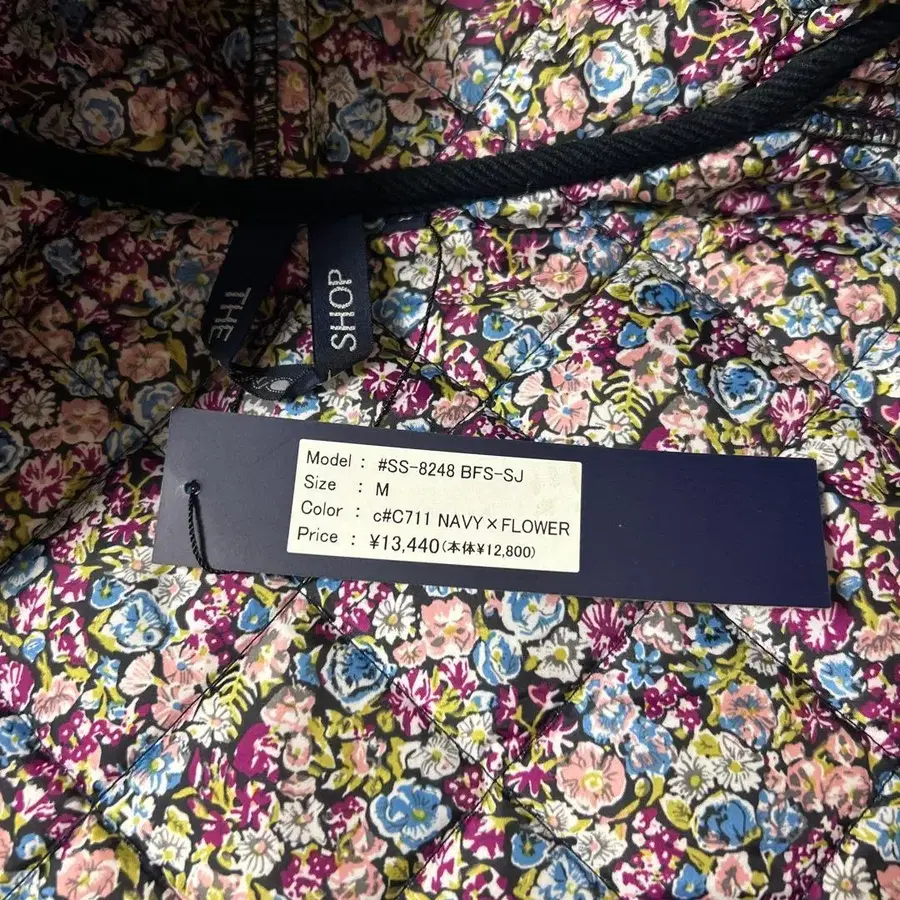 THE
SHOP
Model : #SS-8248 BFS-SJ
Size : M
Color : c#C711 NAVY×FLOWER
Price : ¥13,440(本体¥12,800)